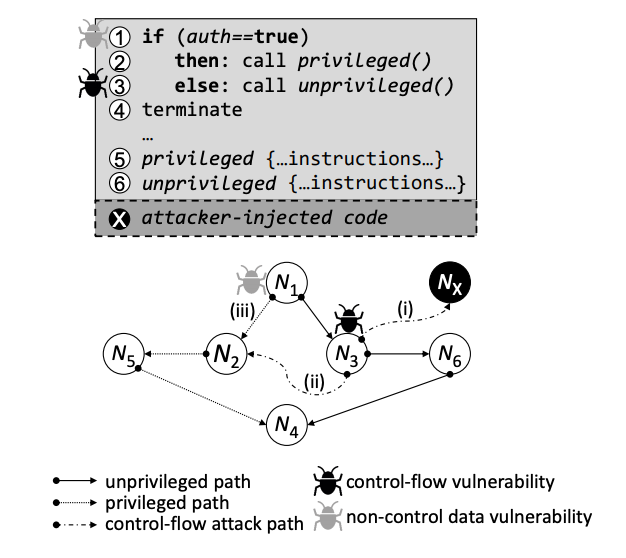 ① if (auth==true)
② then: call privileged()
③ else: call unprivileged()
④ terminate
…
⑤ privileged {…instructions…}
⑥ unprivileged {…instructions…}
X attacker-injected code
N1 NX
(iii) (i)
N5 N2 N3 N6
(ii)
N4
unprivileged path control-flow vulnerability
privileged path
control-flow attack path non-control data vulnerability